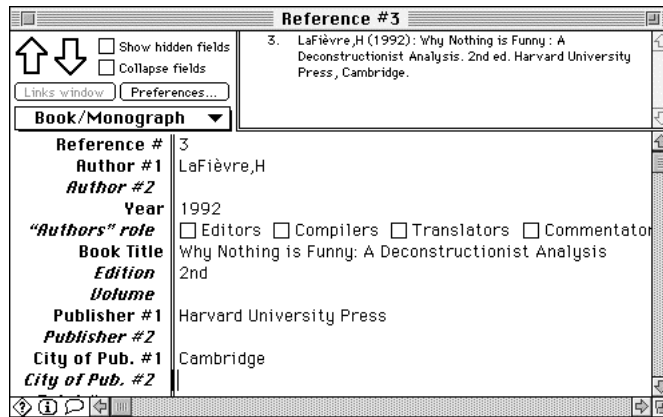 Reference #3
Show hidden fields
Collapse fields
Links window Preferences...
Book/Monograph
3. LaFièvre,H (1992): Why Nothing is Funny: A
Deconstructionist Analysis. 2nd ed. Harvard University
Press, Cambridge.
Reference # 3
Author #1 LaFièvre,H
Author #2
Year 1992
“Authors” role Editors Compilers Translators Commentator
Book Title Why Nothing is Funny: A Deconstructionist Analysis
Edition 2nd
Volume
Publisher #1 Harvard University Press
Publisher #2
City of Pub. #1 Cambridge
City of Pub. #2